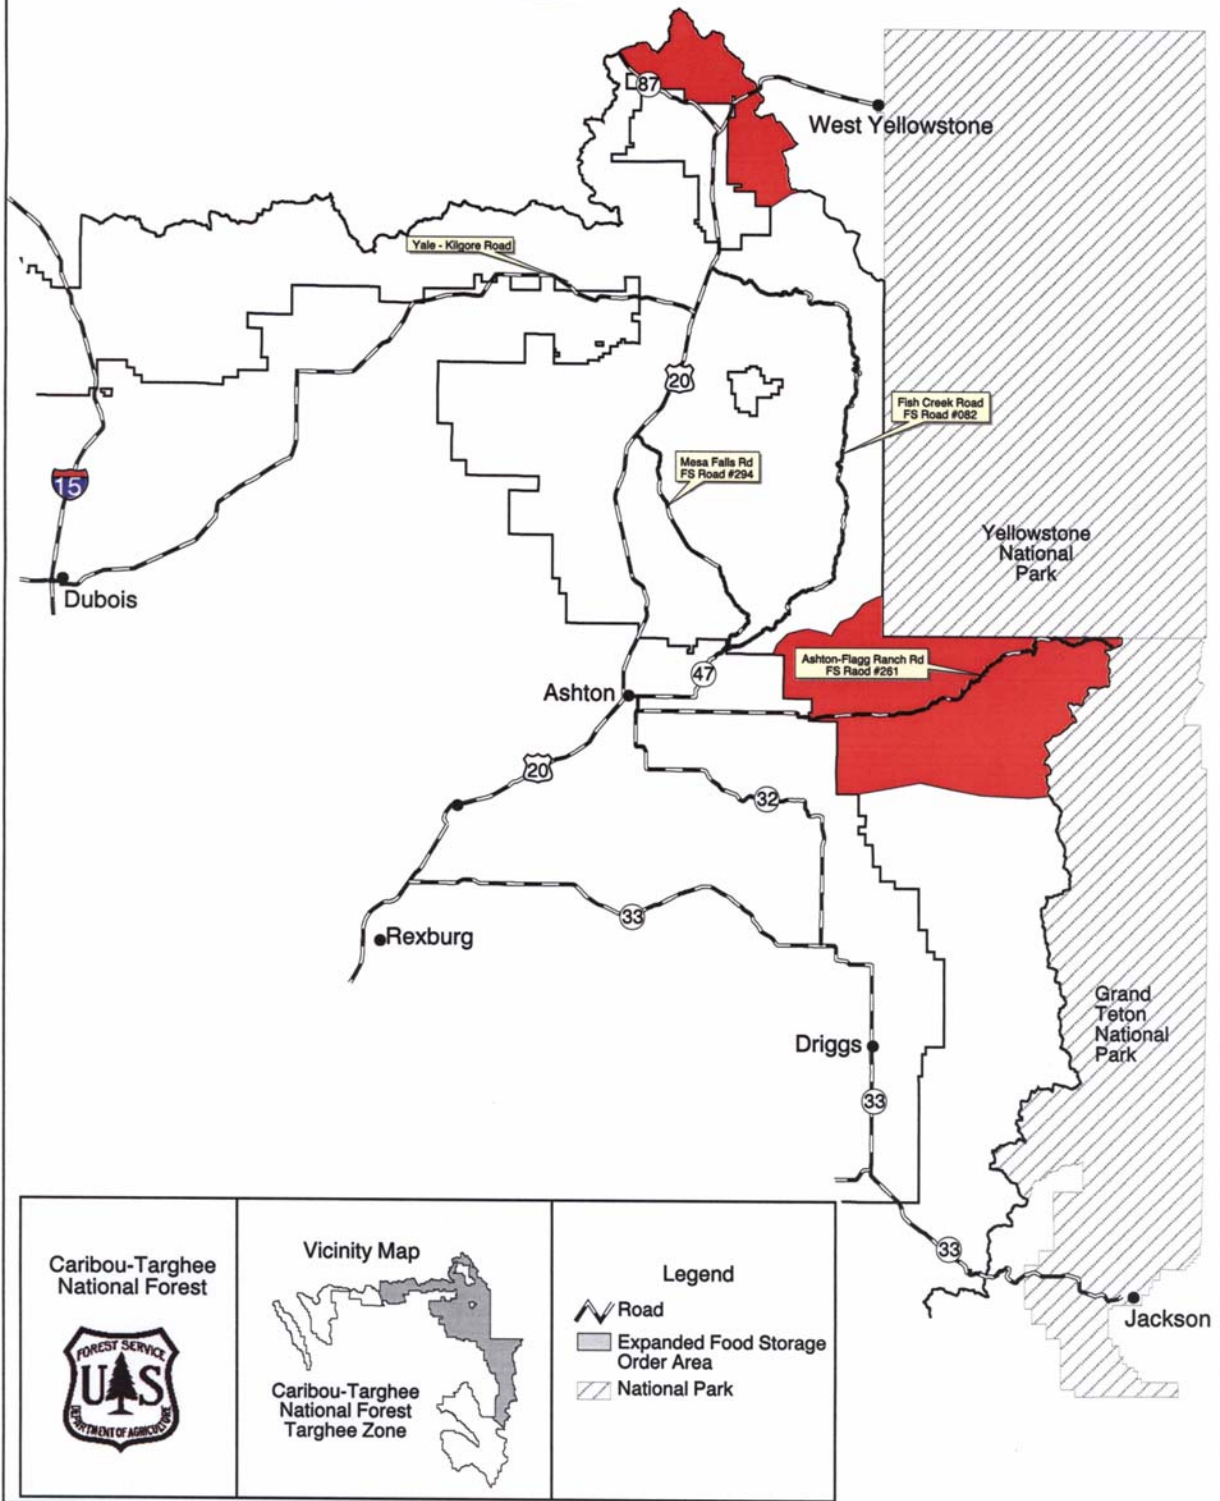 87
West Yellowstone
Yale - Kilgore Road
20
Fish Creek Road
FS Road #082
Mesa Falls Rd
FS Road #294
15
Yellowstone
National
Park
Dubois
Ashton-Flagg Ranch Rd
FS Raod #261
47
Ashton
20
32
33
Rexburg
Grand
Teton
National
Park
Driggs
33
33
Jackson
Caribou-Targhee
National Forest
FOREST SERVICE
U S
DEPARTMENT OF AGRICULTURE
Vicinity Map
Caribou-Targhee
National Forest
Targhee Zone
Legend
Road
Expanded Food Storage
Order Area
National Park